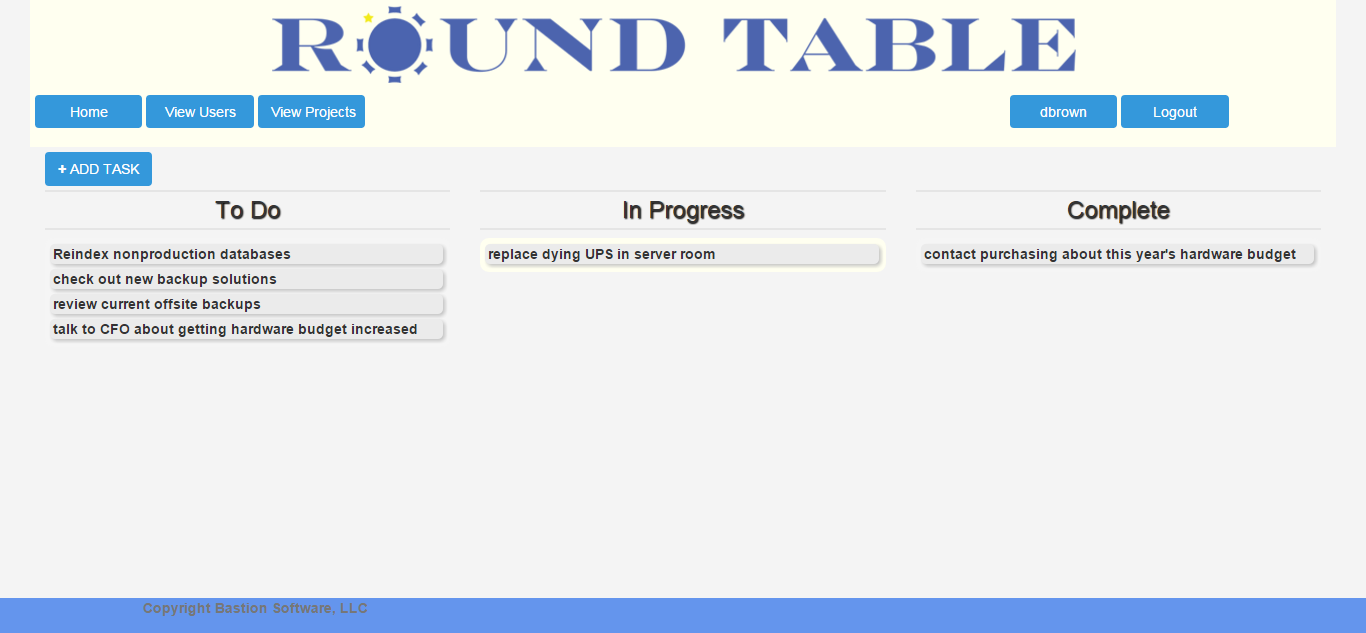 ROUND TABLE
Home View Users View Projects dbrown Logout
+ ADD TASK
To Do In Progress Complete
Reindex nonproduction databases replace dying UPS in server room contact purchasing about this year's hardware budget
check out new backup solutions
review current offsite backups
talk to CFO about getting hardware budget increased
Copyright Bastion Software, LLC